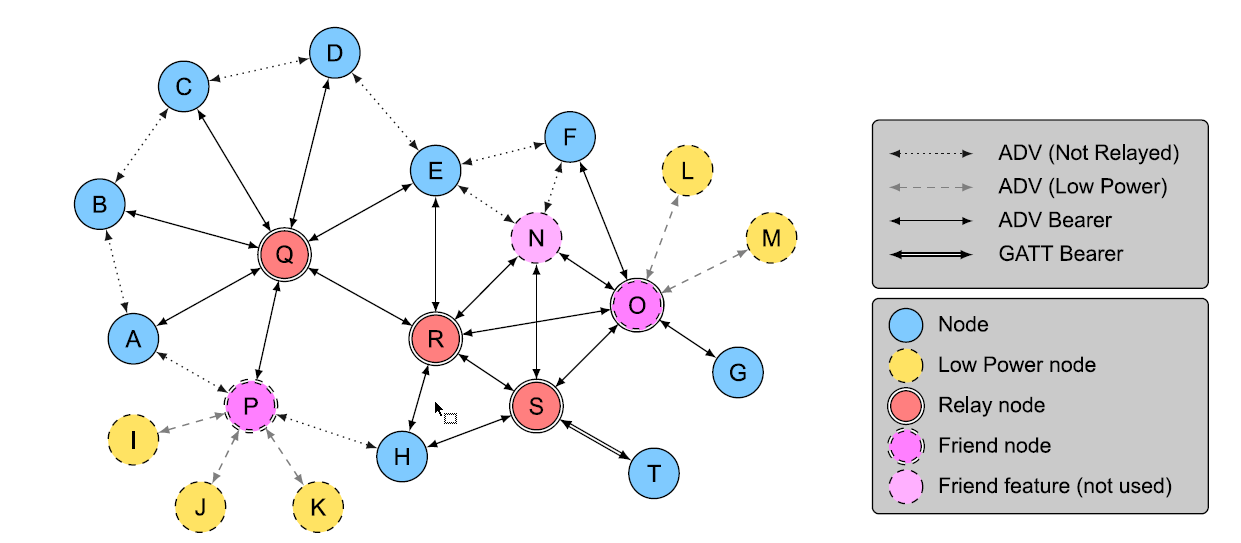 D
C
F
E
L
B
N
M
Q
O
A
R
G
P
S
I
H
T
J
K
ADV (Not Relayed)
ADV (Low Power)
ADV Bearer
GATT Bearer
Node
Low Power node
Relay node
Friend node
Friend feature (not used)